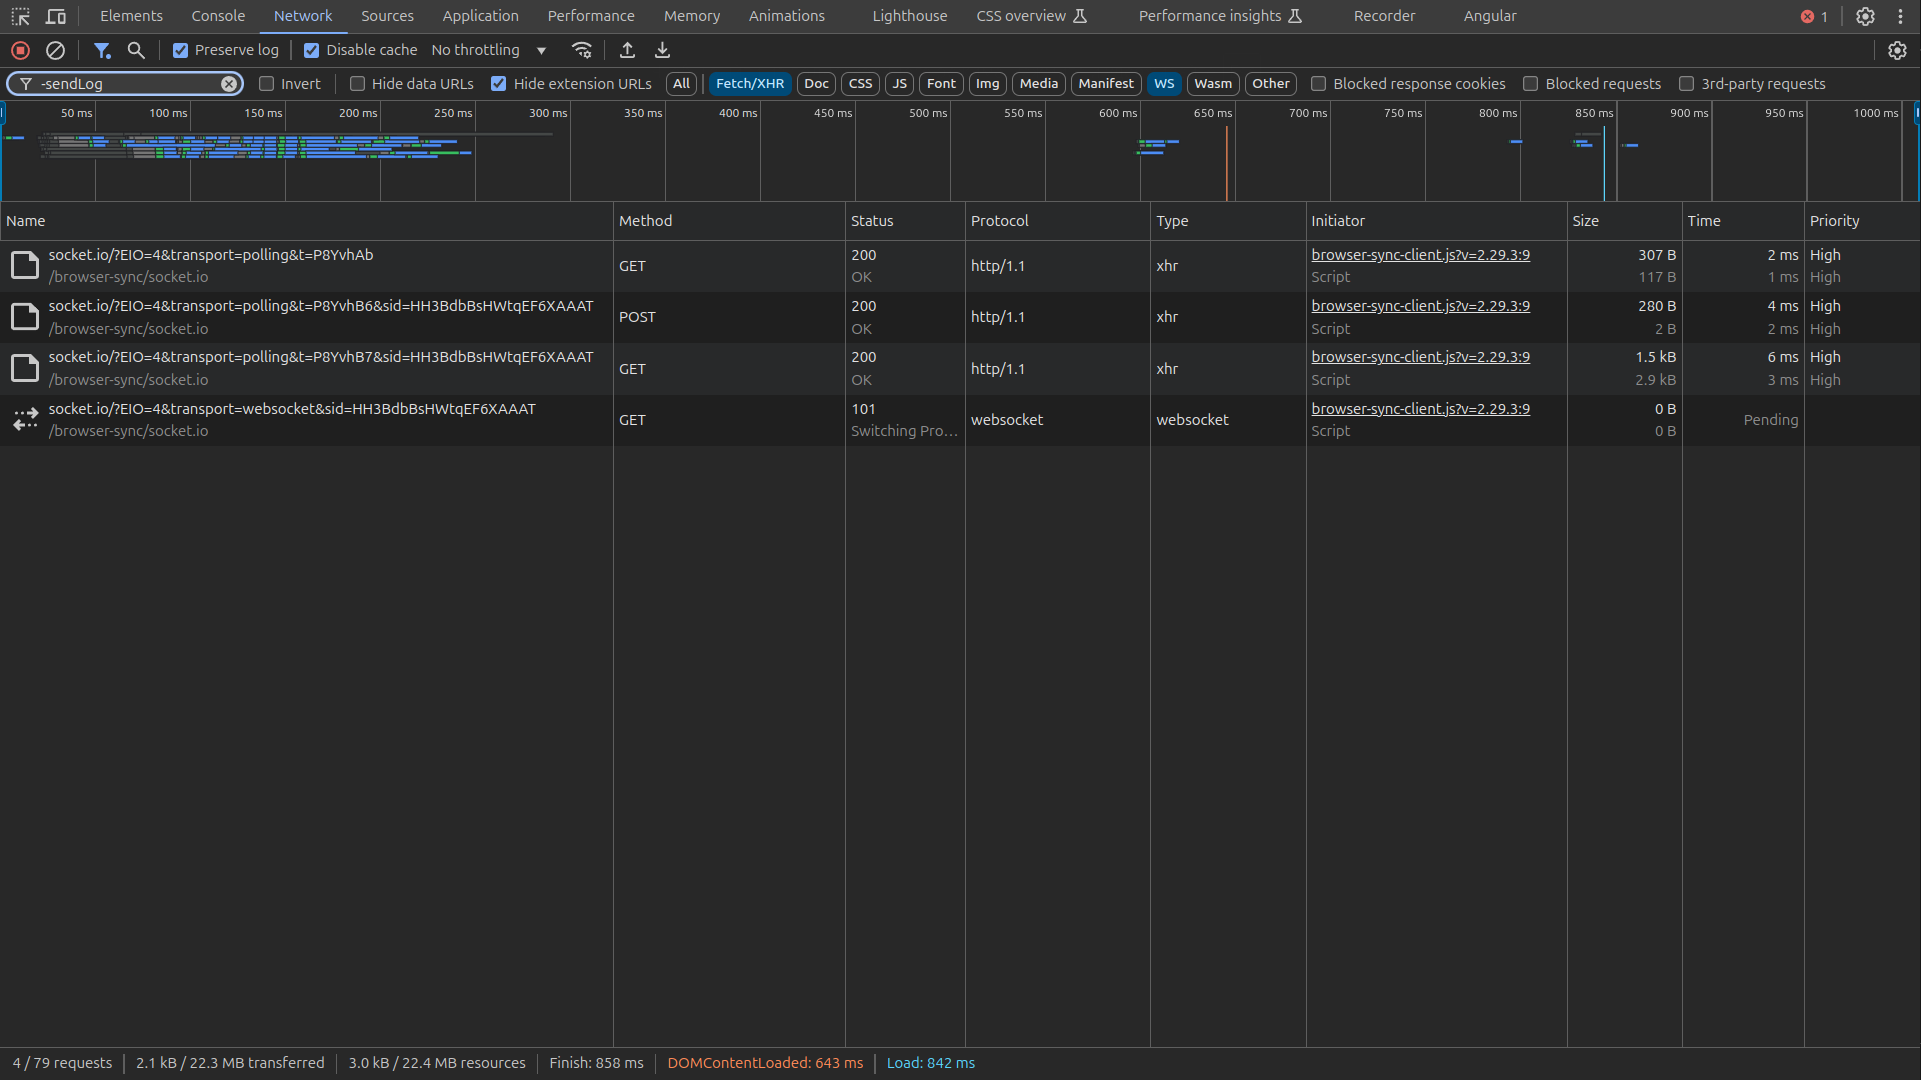 Elements Console Network Sources Application Performance Memory Animations Lighthouse CSS overview Performance insights Recorder Angular 1
Preserve log Disable cache No throttling
-sendLog Invert Hide data URLs Hide extension URLs All Fetch/XHR Doc CSS JS Font Img Media Manifest WS Wasm Other Blocked response cookies Blocked requests 3rd-party requests
50 ms 100 ms 150 ms 200 ms 250 ms 300 ms 350 ms 400 ms 450 ms 500 ms 550 ms 600 ms 650 ms 700 ms 750 ms 800 ms 850 ms 900 ms 950 ms 1000 ms
Name Method Status Protocol Type Initiator Size Time Priority
socket.io/?EIO=4&transport=polling&t=P8YvhAb GET 200 http/1.1 xhr browser-sync-client.js?v=2.29.3:9 307 B 2 ms High
/browser-sync/socket.io OK Script 117 B 1 ms High
socket.io/?EIO=4&transport=polling&t=P8YvhB6&sid=HH3BdbBsHWtqEF6XAAAT POST 200 http/1.1 xhr browser-sync-client.js?v=2.29.3:9 280 B 4 ms High
/browser-sync/socket.io OK Script 2 B 2 ms High
socket.io/?EIO=4&transport=polling&t=P8YvhB7&sid=HH3BdbBsHWtqEF6XAAAT GET 200 http/1.1 xhr browser-sync-client.js?v=2.29.3:9 1.5 kB 6 ms High
/browser-sync/socket.io OK Script 2.9 kB 3 ms High
socket.io/?EIO=4&transport=websocket&sid=HH3BdbBsHWtqEF6XAAAT GET 101 websocket websocket browser-sync-client.js?v=2.29.3:9 0 B Pending
/browser-sync/socket.io Switching Pro… Script 0 B
4 / 79 requests 2.1 kB / 22.3 MB transferred 3.0 kB / 22.4 MB resources Finish: 858 ms DOMContentLoaded: 643 ms Load: 842 ms